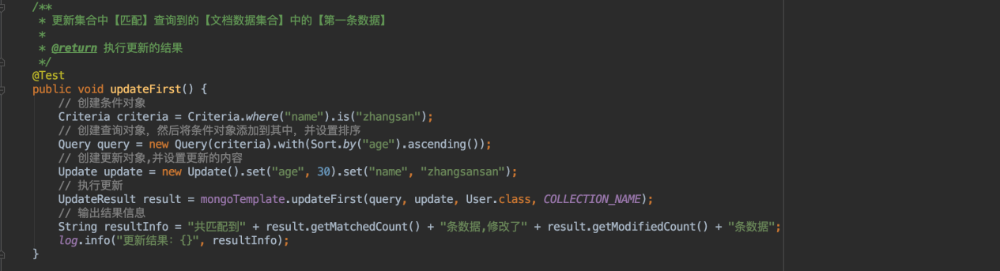 /**
 * 更新集合中【匹配】查询到的【文档数据集合】中的【第一条数据】
 *
 * @return 执行更新的结果
 */
@Test
public void updateFirst() {
    // 创建条件对象
    Criteria criteria = Criteria.where("name").is("zhangsan");
    // 创建查询对象，然后将条件对象添加到其中，并设置排序
    Query query = new Query(criteria).with(Sort.by("age").ascending());
    // 创建更新对象,并设置更新的内容
    Update update = new Update().set("age", 30).set("name", "zhangsansan");
    // 执行更新
    UpdateResult result = mongoTemplate.updateFirst(query, update, User.class, COLLECTION_NAME);
    // 输出结果信息
    String resultInfo = "共匹配到" + result.getMatchedCount() + "条数据,修改了" + result.getModifiedCount() + "条数据";
    log.info("更新结果：{}", resultInfo);
}